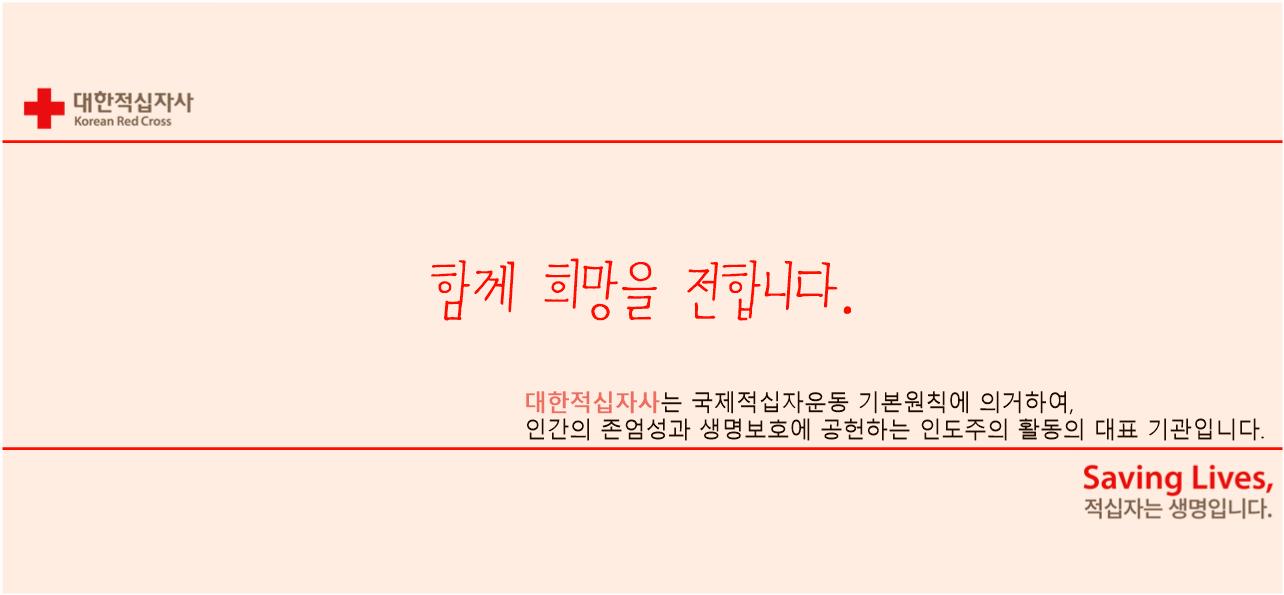 대한적십자사
Korean Red Cross
함께 희망을 전합니다.
대한적십자사는 국제적십자운동 기본원칙에 의거하여,
인간의 존엄성과 생명보호에 공헌하는 인도주의 활동의 대표 기관입니다.
Saving Lives,
적십자는 생명입니다.